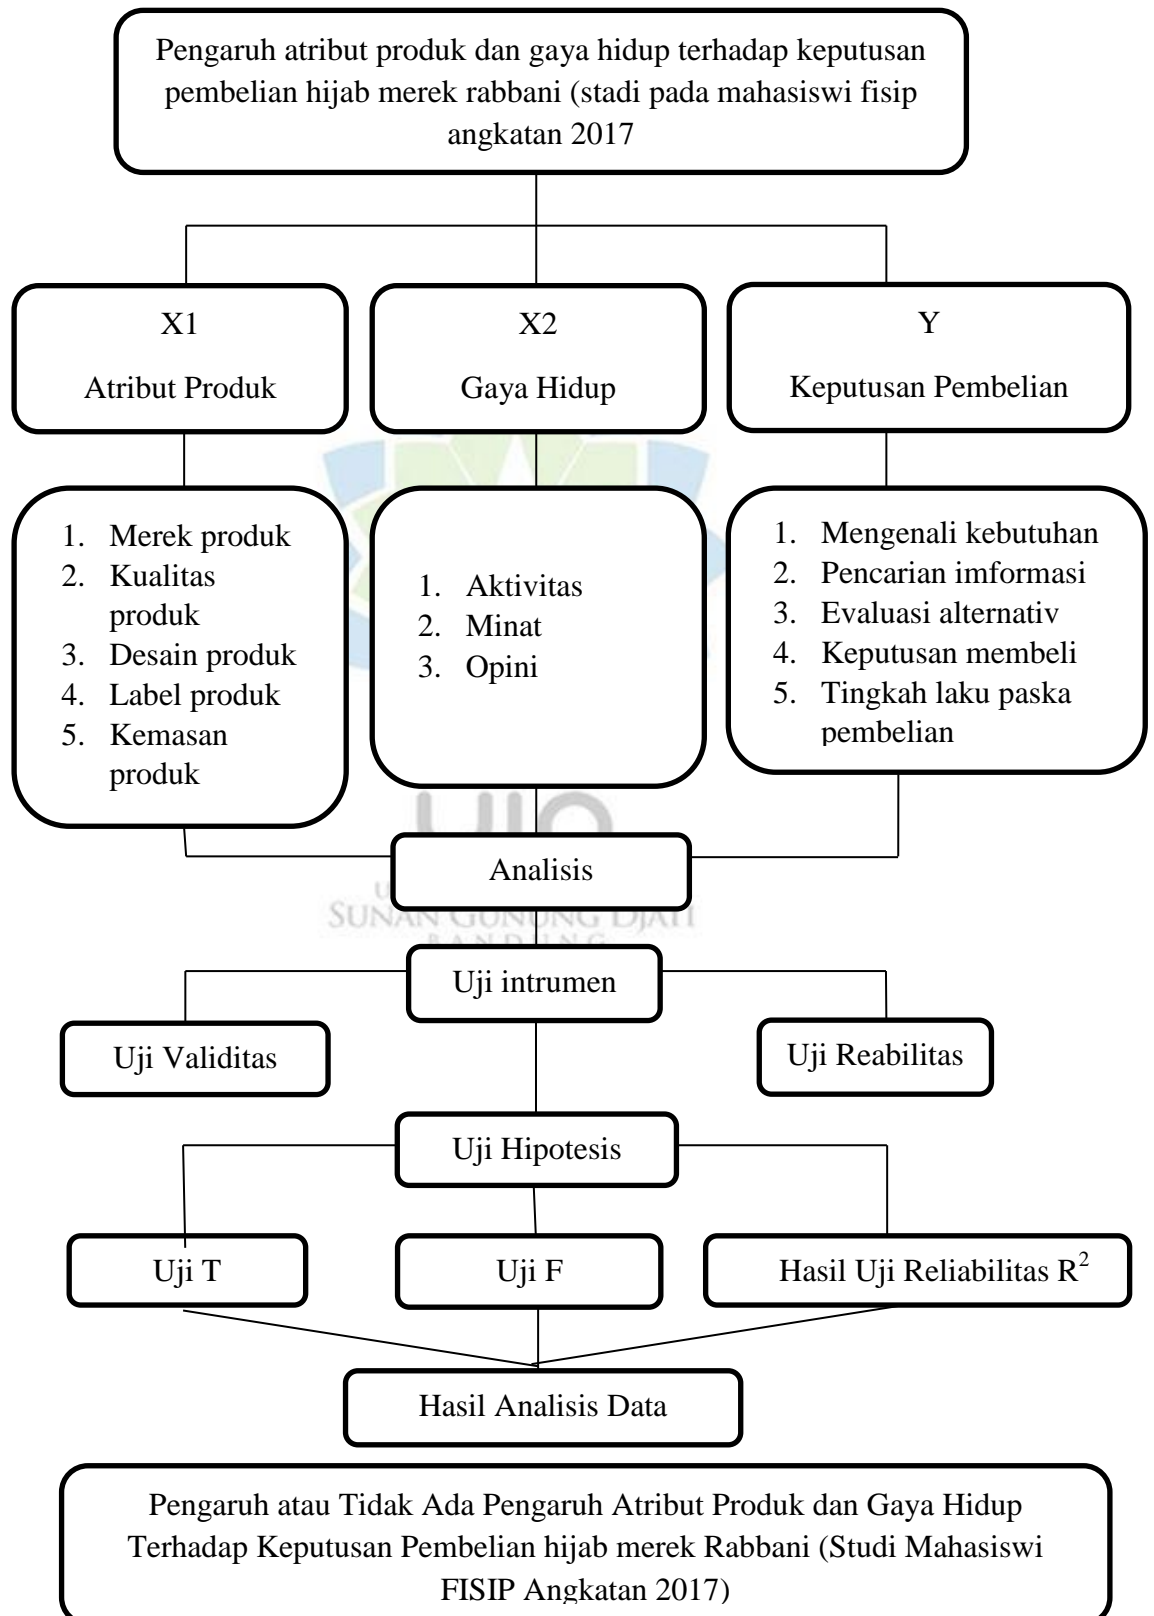 Pengaruh atribut produk dan gaya hidup terhadap keputusan
pembelian hijab merek rabbani (stadi pada mahasiswi fisip
angkatan 2017
X1
Atribut Produk
X2
Gaya Hidup
Y
Keputusan Pembelian
1. Merek produk
2. Kualitas
produk
3. Desain produk
4. Label produk
5. Kemasan
produk
1. Aktivitas
2. Minat
3. Opini
1. Mengenali kebutuhan
2. Pencarian imformasi
3. Evaluasi alternativ
4. Keputusan membeli
5. Tingkah laku paska
pembelian
Analisis
SUNAN GUNUNG DJATI
BANDUNG
Uji intrumen
Uji Validitas
Uji Reabilitas
Uji Hipotesis
Uji T
Uji F
Hasil Uji Reliabilitas R²
Hasil Analisis Data
Pengaruh atau Tidak Ada Pengaruh Atribut Produk dan Gaya Hidup
Terhadap Keputusan Pembelian hijab merek Rabbani (Studi Mahasiswi
FISIP Angkatan 2017)